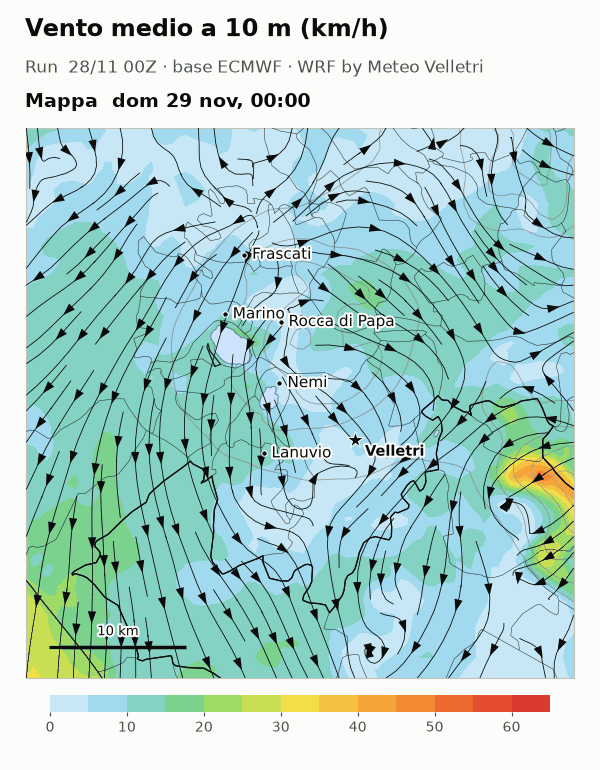 Vento medio a 10 m (km/h)
Run  28/11 00Z · base ECMWF · WRF by Meteo Velletri
Mappa  dom 29 nov, 00:00
Frascati
Marino
Rocca di Papa
Nemi
Velletri
Lanuvio
10 km
0 10 20 30 40 50 60